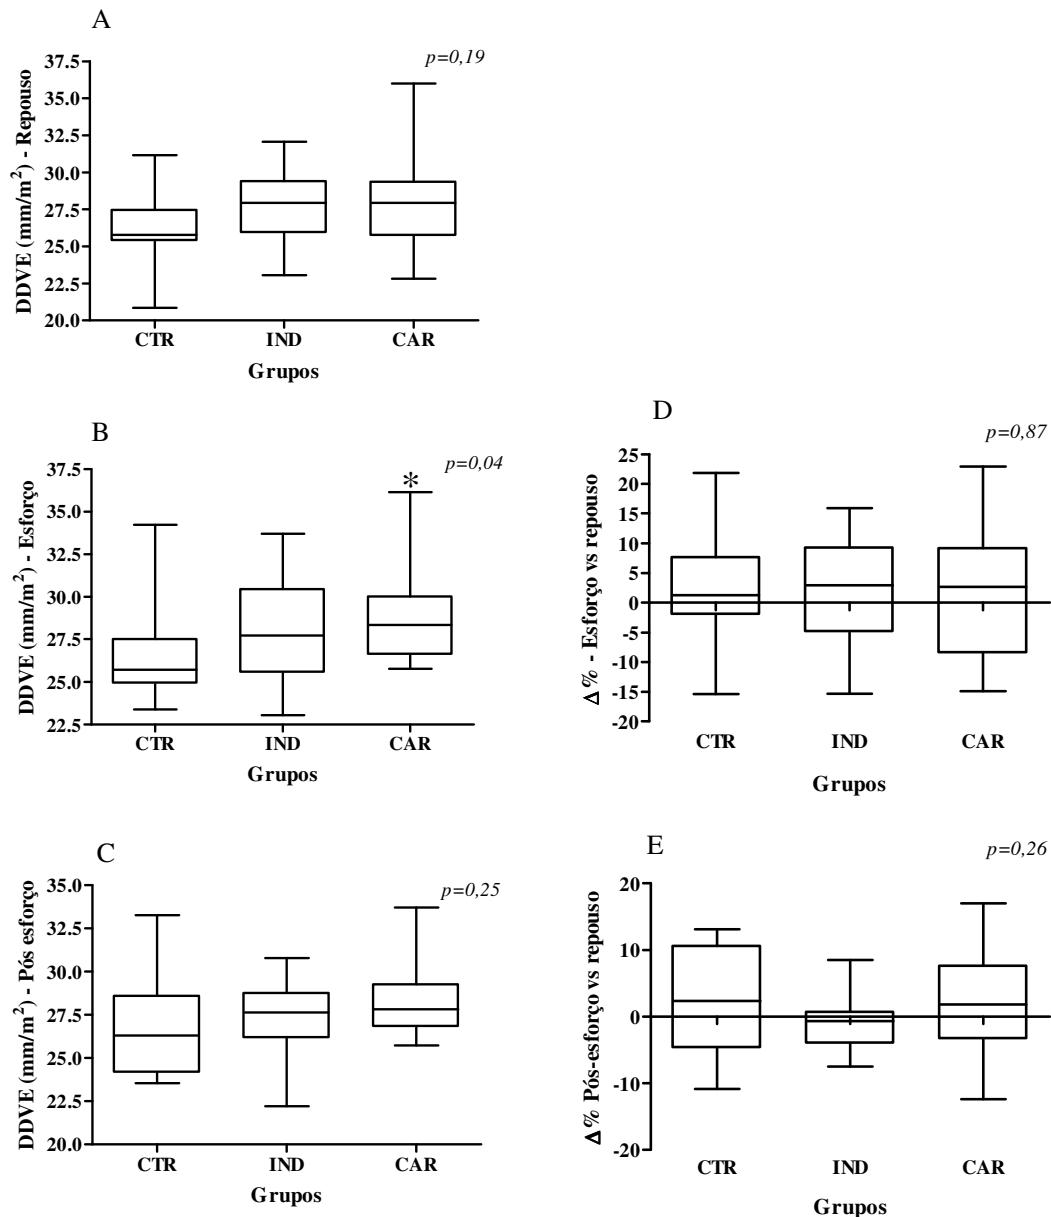 A
p=0,19
DDVE (mm/m²) - Repouso
37.5
35.0
32.5
30.0
27.5
25.0
22.5
20.0
CTR IND CAR
Grupos
B
p=0,04
DDVE (mm/m²) - Esforço
37.5
35.0
32.5
30.0
27.5
25.0
22.5
*
CTR IND CAR
Grupos
C
p=0,25
DDVE (mm/m²) - Pós esforço
35.0
32.5
30.0
27.5
25.0
22.5
20.0
CTR IND CAR
Grupos
D
p=0,87
Δ% - Esforço vs repouso
25
20
15
10
5
0
-5
-10
-15
-20
CTR IND CAR
Grupos
E
p=0,26
Δ% Pós-esforço vs repouso
20
10
0
-10
-20
CTR IND CAR
Grupos